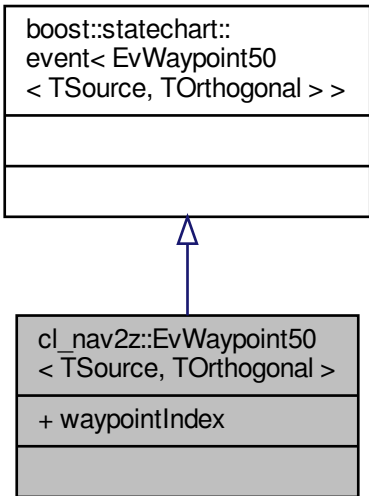 boost::statechart::
event< EvWaypoint50
< TSource, TOrthogonal > >
cl_nav2z::EvWaypoint50
< TSource, TOrthogonal >
+ waypointIndex